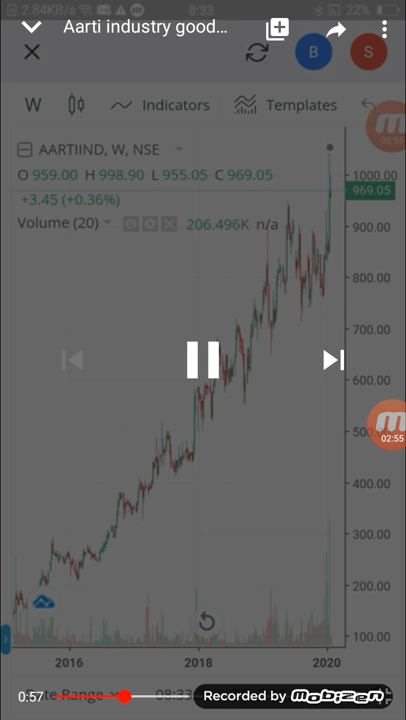 2.84KB/s 8:33 22%
Aarti industry good...
B S
W Indicators Templates
00:55
AARTIIND, W, NSE
O 959.00 H 998.90 L 955.05 C 969.05
1000.00
969.05
+3.45 (+0.36%)
Volume (20) 206.496K n/a
900.00
800.00
700.00
600.00
02:55
400.00
300.00
200.00
100.00
2016 2018 2020
0:57 Range 08:33 Recorded by MOBIZEN